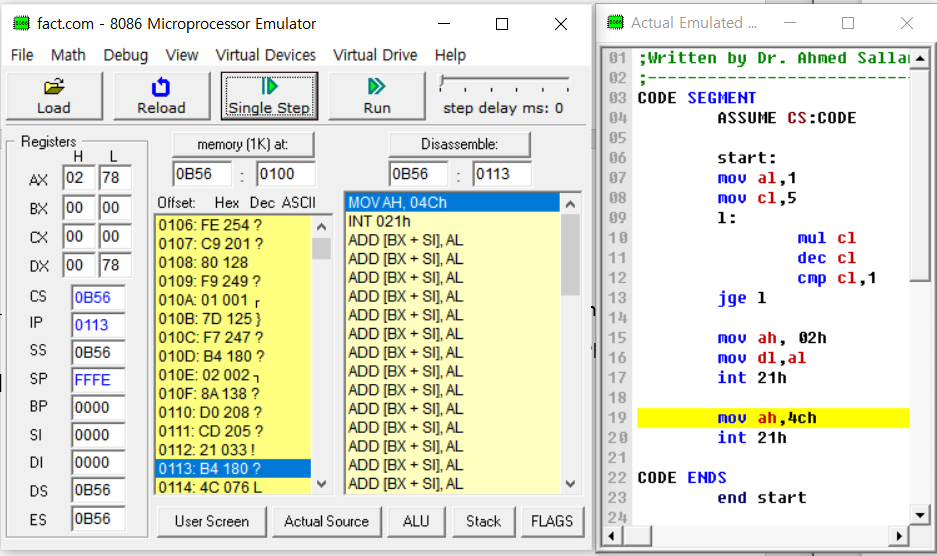 fact.com - 8086 Microprocessor Emulator
File Math Debug View Virtual Devices Virtual Drive Help
Load Reload Single Step Run step delay ms: 0
Registers
H L
AX 02 78
BX 00 00
CX 00 00
DX 00 78
CS 0B56
IP 0113
SS 0B56
SP FFFE
BP 0000
SI 0000
DI 0000
DS 0B56
ES 0B56
memory (1K) at:
0B56 : 0100
Offset: Hex Dec ASCII
0106: FE 254 ?
0107: C9 201 ?
0108: 80 128
0109: F9 249 ?
010A: 01 001 ┌
010B: 7D 125 }
010C: F7 247 ?
010D: B4 180 ?
010E: 02 002 ┐
010F: 8A 138 ?
0110: D0 208 ?
0111: CD 205 ?
0112: 21 033 !
0113: B4 180 ?
0114: 4C 076 L
Disassemble:
0B56 : 0113
MOV AH, 04Ch
INT 021h
ADD [BX + SI], AL
ADD [BX + SI], AL
ADD [BX + SI], AL
ADD [BX + SI], AL
ADD [BX + SI], AL
ADD [BX + SI], AL
ADD [BX + SI], AL
ADD [BX + SI], AL
ADD [BX + SI], AL
ADD [BX + SI], AL
ADD [BX + SI], AL
ADD [BX + SI], AL
ADD [BX + SI], AL
ADD [BX + SI], AL
User Screen Actual Source ALU Stack FLAGS
Actual Emulated ...
01 ;Written by Dr. Ahmed Salla
02 ;----------------------------
03 CODE SEGMENT
04 ASSUME CS:CODE
05
06 start:
07 mov al,1
08 mov cl,5
09 l:
10 mul cl
11 dec cl
12 cmp cl,1
13 jge l
14
15 mov ah, 02h
16 mov dl,al
17 int 21h
18
19 mov ah,4ch
20 int 21h
21
22 CODE ENDS
23 end start
24